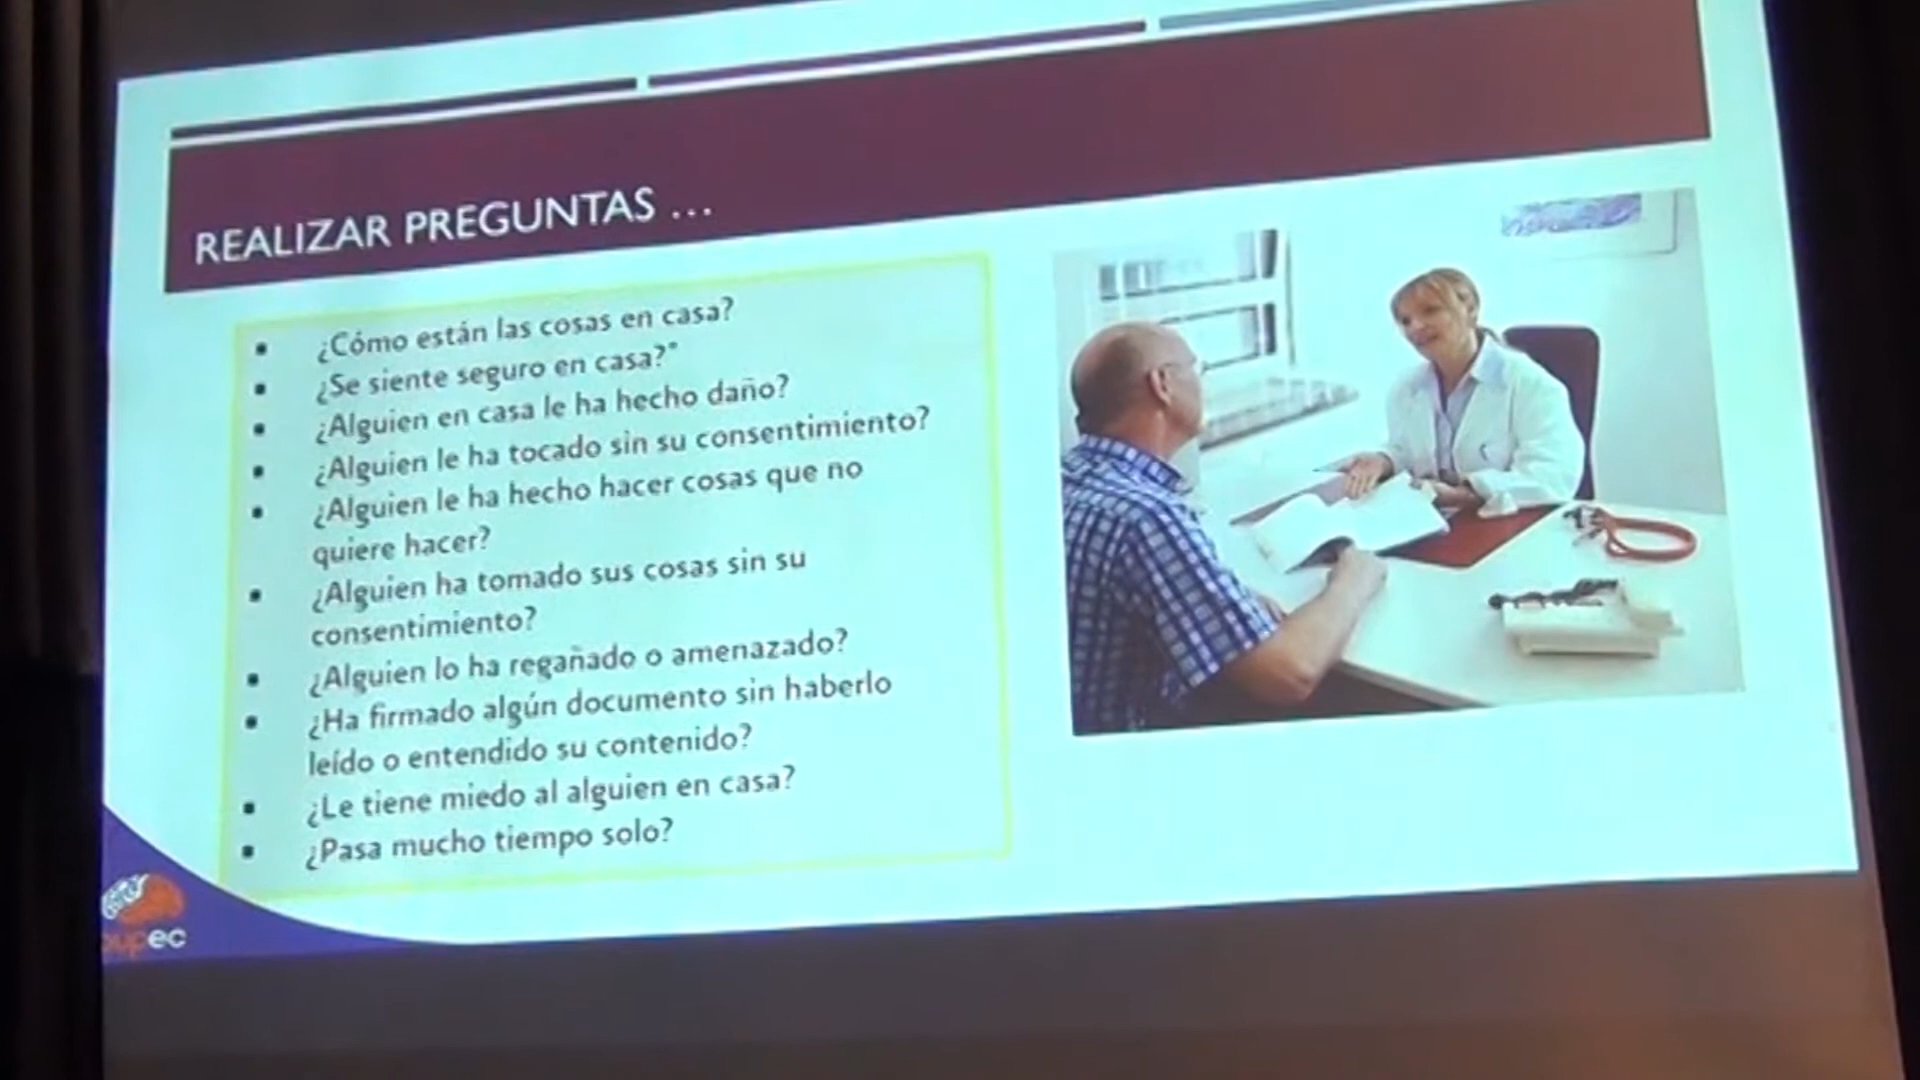 REALIZAR PREGUNTAS ...
¿Cómo están las cosas en casa?
¿Se siente seguro en casa?"
¿Alguien en casa le ha hecho daño?
¿Alguien le ha tocado sin su consentimiento?
¿Alguien le ha hecho hacer cosas que no
quiere hacer?
¿Alguien ha tomado sus cosas sin su
consentimiento?
¿Alguien lo ha regañado o amenazado?
¿Ha firmado algún documento sin haberlo
leído o entendido su contenido?
¿Le tiene miedo al alguien en casa?
¿Pasa mucho tiempo solo?